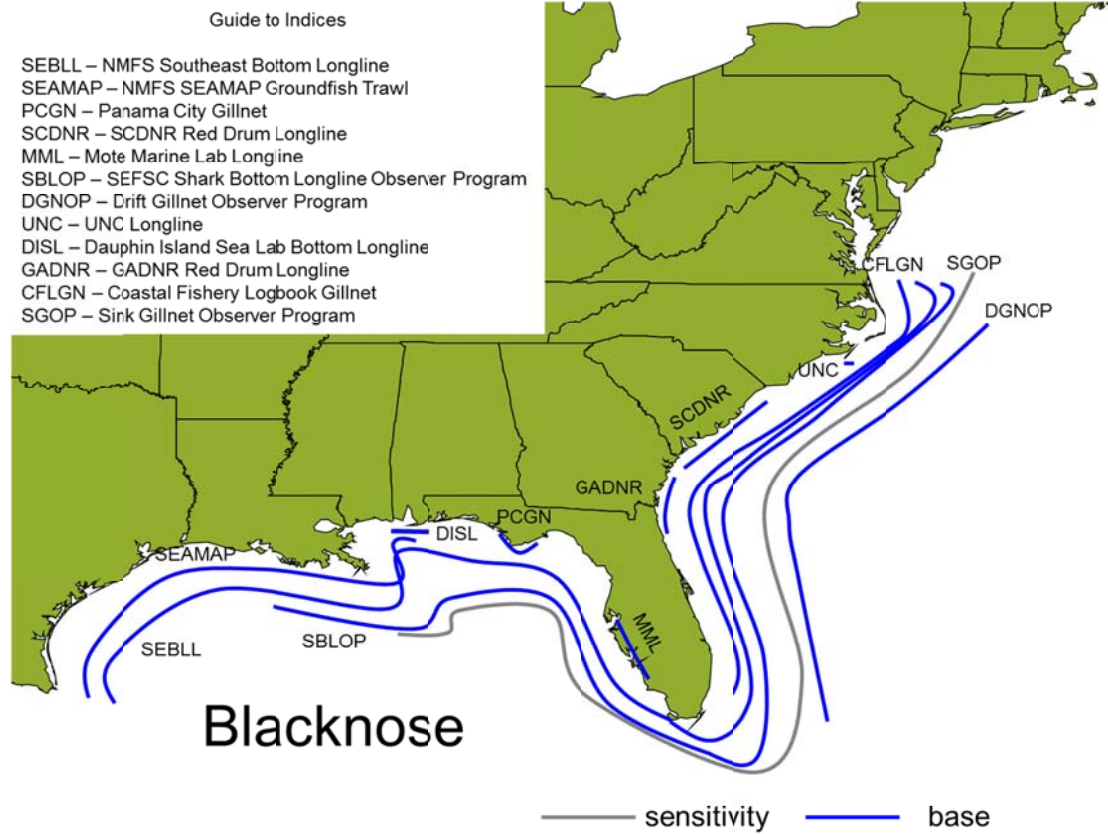 Guide to Indices
SEBLL – NMFS Southeast Bottom Longline
SEAMAP – NMFS SEAMAP Groundfish Trawl
PCGN – Panama City Gillnet
SCDNR – SCDNR Red Drum Longline
MML – Mote Marine Lab Longline
SBLOP – SEFSC Shark Bottom Longline Observer Program
DGNOP – Drift Gillnet Observer Program
UNC – UNC Longline
DISL – Dauphin Island Sea Lab Bottom Longline
GADNR – GADNR Red Drum Longline
CFLGN – Coastal Fishery Logbook Gillnet
SGOP – Sink Gillnet Observer Program
CFLGN
SGOP
DGNOP
UNC
SCDNR
GADNR
PCGN
DISL
SEAMAP
MML
SBLOP
SEBLL
Blacknose
sensitivity
base